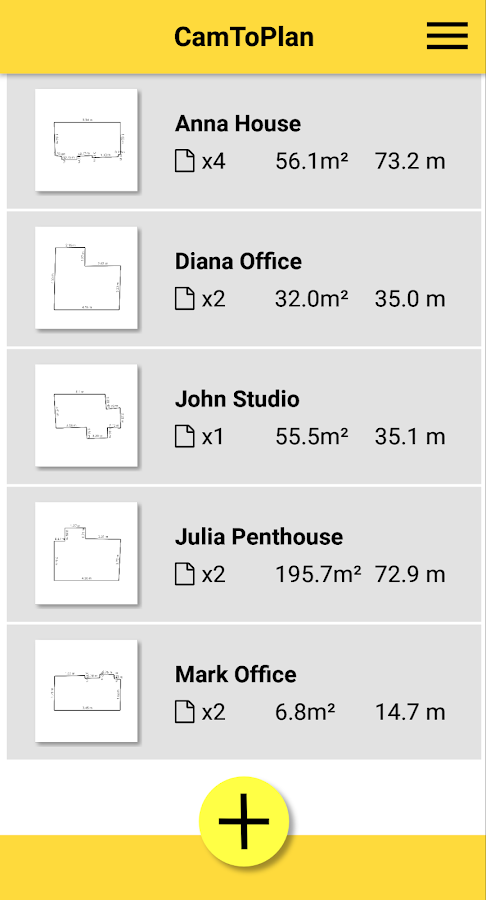 CamToPlan
Anna House
x4 56.1m² 73.2 m
Diana Office
x2 32.0m² 35.0 m
John Studio
x1 55.5m² 35.1 m
Julia Penthouse
x2 195.7m² 72.9 m
Mark Office
x2 6.8m² 14.7 m